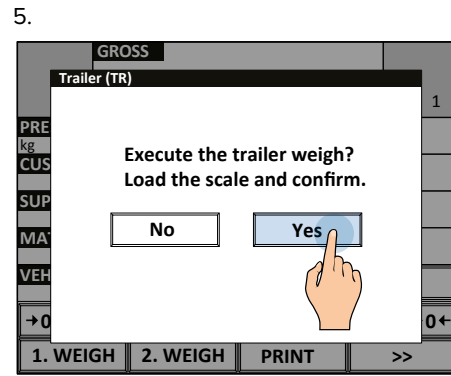 5.
GROSS
Trailer (TR)
1
PRE
kg
CUS
Execute the trailer weigh?
Load the scale and confirm.
SUP
No Yes
MAT
VEH
→0 0←
1. WEIGH 2. WEIGH PRINT >>